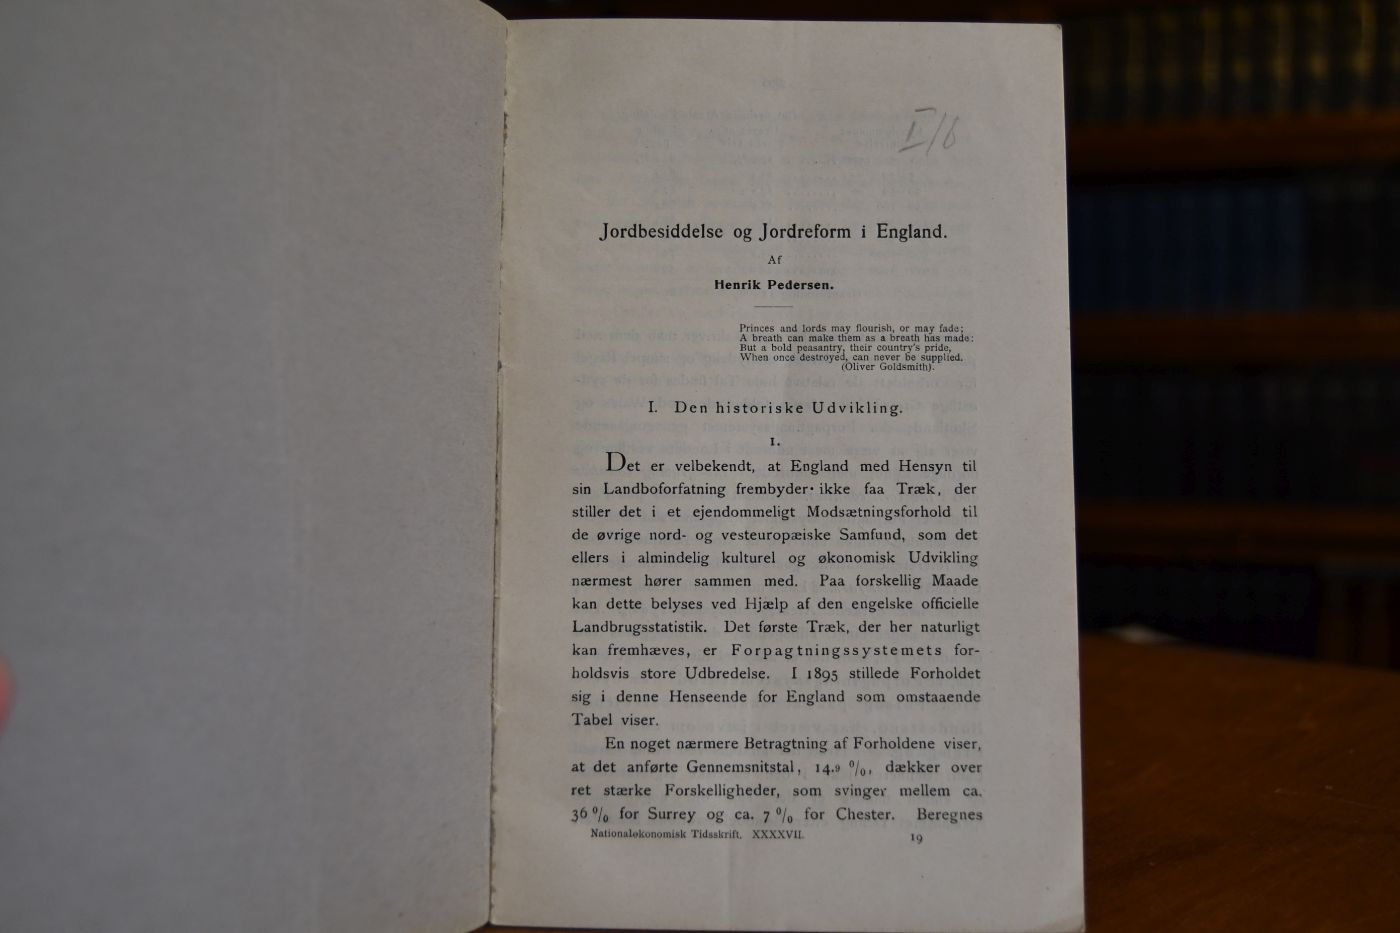 I/6
Jordbesiddelse og Jordreform i England.
Af
Henrik Pedersen.
Princes and lords may flourish, or may fade;
A breath can make them as a breath has made:
But a bold peasantry, their country's pride,
When once destroyed, can never be supplied.
(Oliver Goldsmith).
I. Den historiske Udvikling.
1.
Det er velbekendt, at England med Hensyn til
sin Landboforfatning frembyder ikke faa Træk, der
stiller det i et ejendommeligt Modsætningsforhold til
de øvrige nord- og vesteuropæiske Samfund, som det
ellers i almindelig kulturel og økonomisk Udvikling
nærmest hører sammen med. Paa forskellig Maade
kan dette belyses ved Hjælp af den engelske officielle
Landbrugsstatistik. Det første Træk, der her naturligt
kan fremhæves, er Forpagtningssystemets for-
holdsvis store Udbredelse. I 1895 stillede Forholdet
sig i denne Henseende for England som omstaaende
Tabel viser.
En noget nærmere Betragtning af Forholdene viser,
at det anførte Gennemsnitstal, 14.9 %, dækker over
ret stærke Forskelligheder, som svinger mellem ca.
36 % for Surrey og ca. 7 % for Chester. Beregnes
Nationaløkonomisk Tidsskrift. XXXXVII. 19